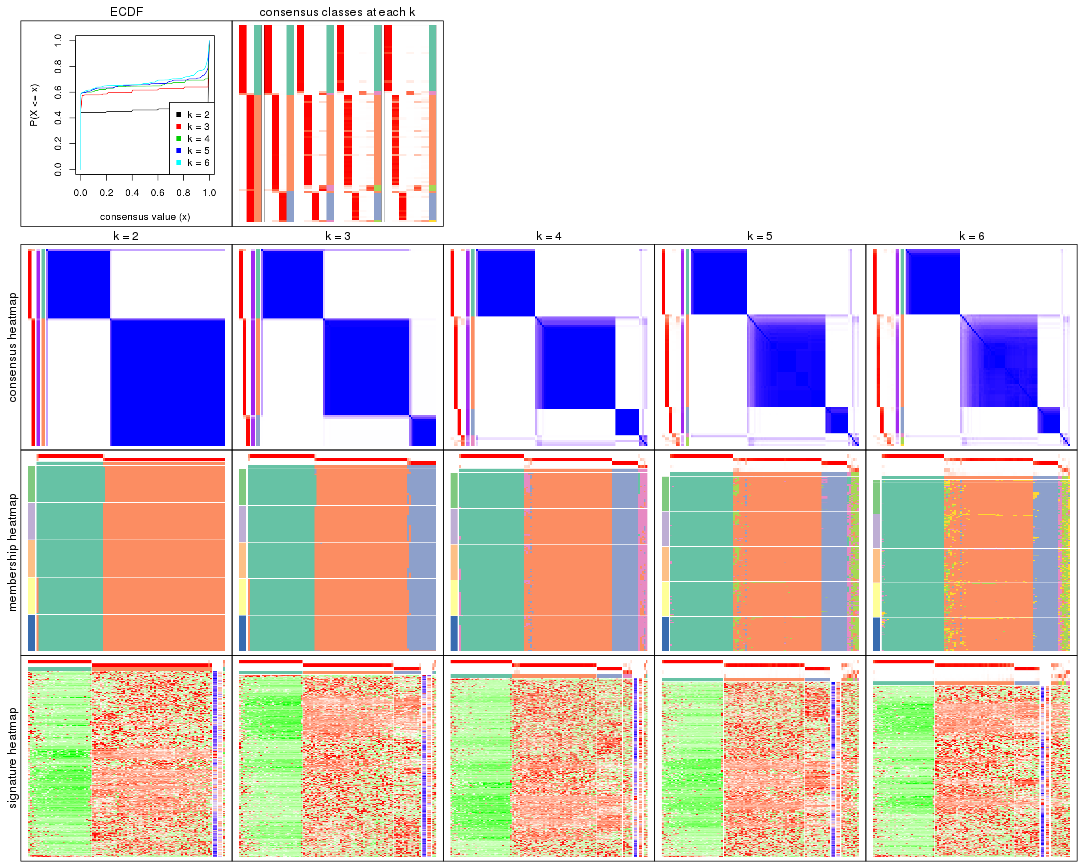 ECDF
consensus classes at each k
P(X <= x)
0.0 0.2 0.4 0.6 0.8 1.0
k = 2
k = 3
k = 4
k = 5
k = 6
0.0 0.2 0.4 0.6 0.8 1.0
consensus value (x)
k = 2
k = 3
k = 4
k = 5
k = 6
consensus heatmap
membership heatmap
signature heatmap